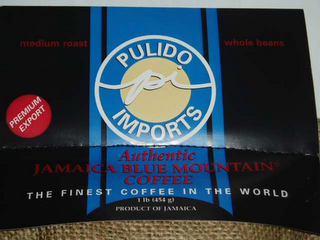 medium roast
whole beans
PULIDO
pi
IMPORTS
PREMIUM
EXPORT
Authentic
JAMAICA BLUE MOUNTAIN®
COFFEE
THE FINEST COFFEE IN THE WORLD
1 lb (454 g)
PRODUCT OF JAMAICA